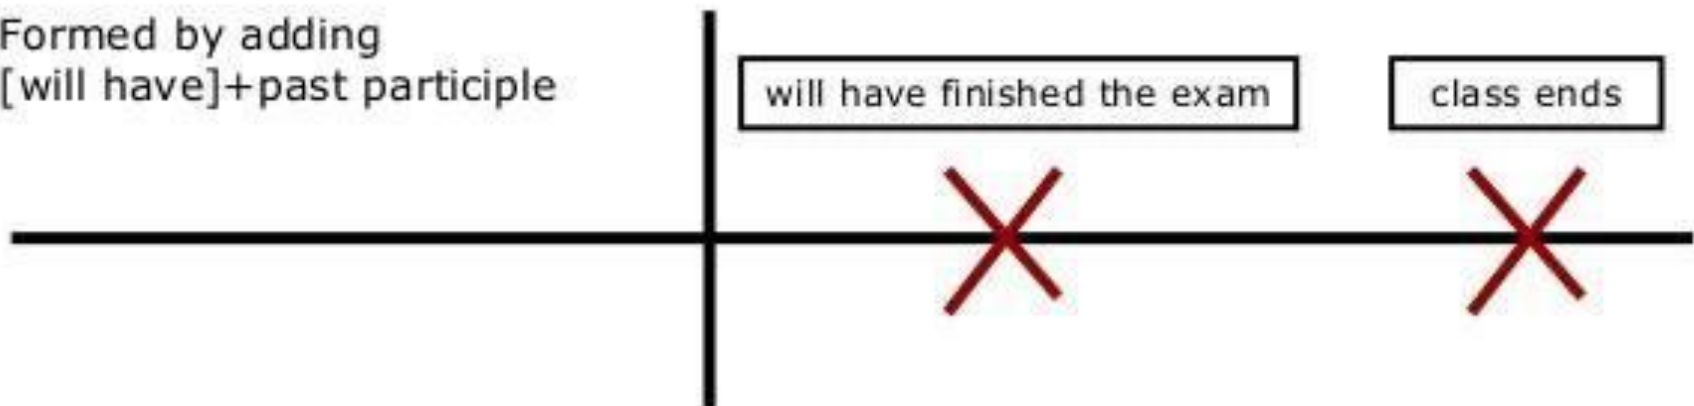 Formed by adding
[will have]+past participle
will have finished the exam
class ends